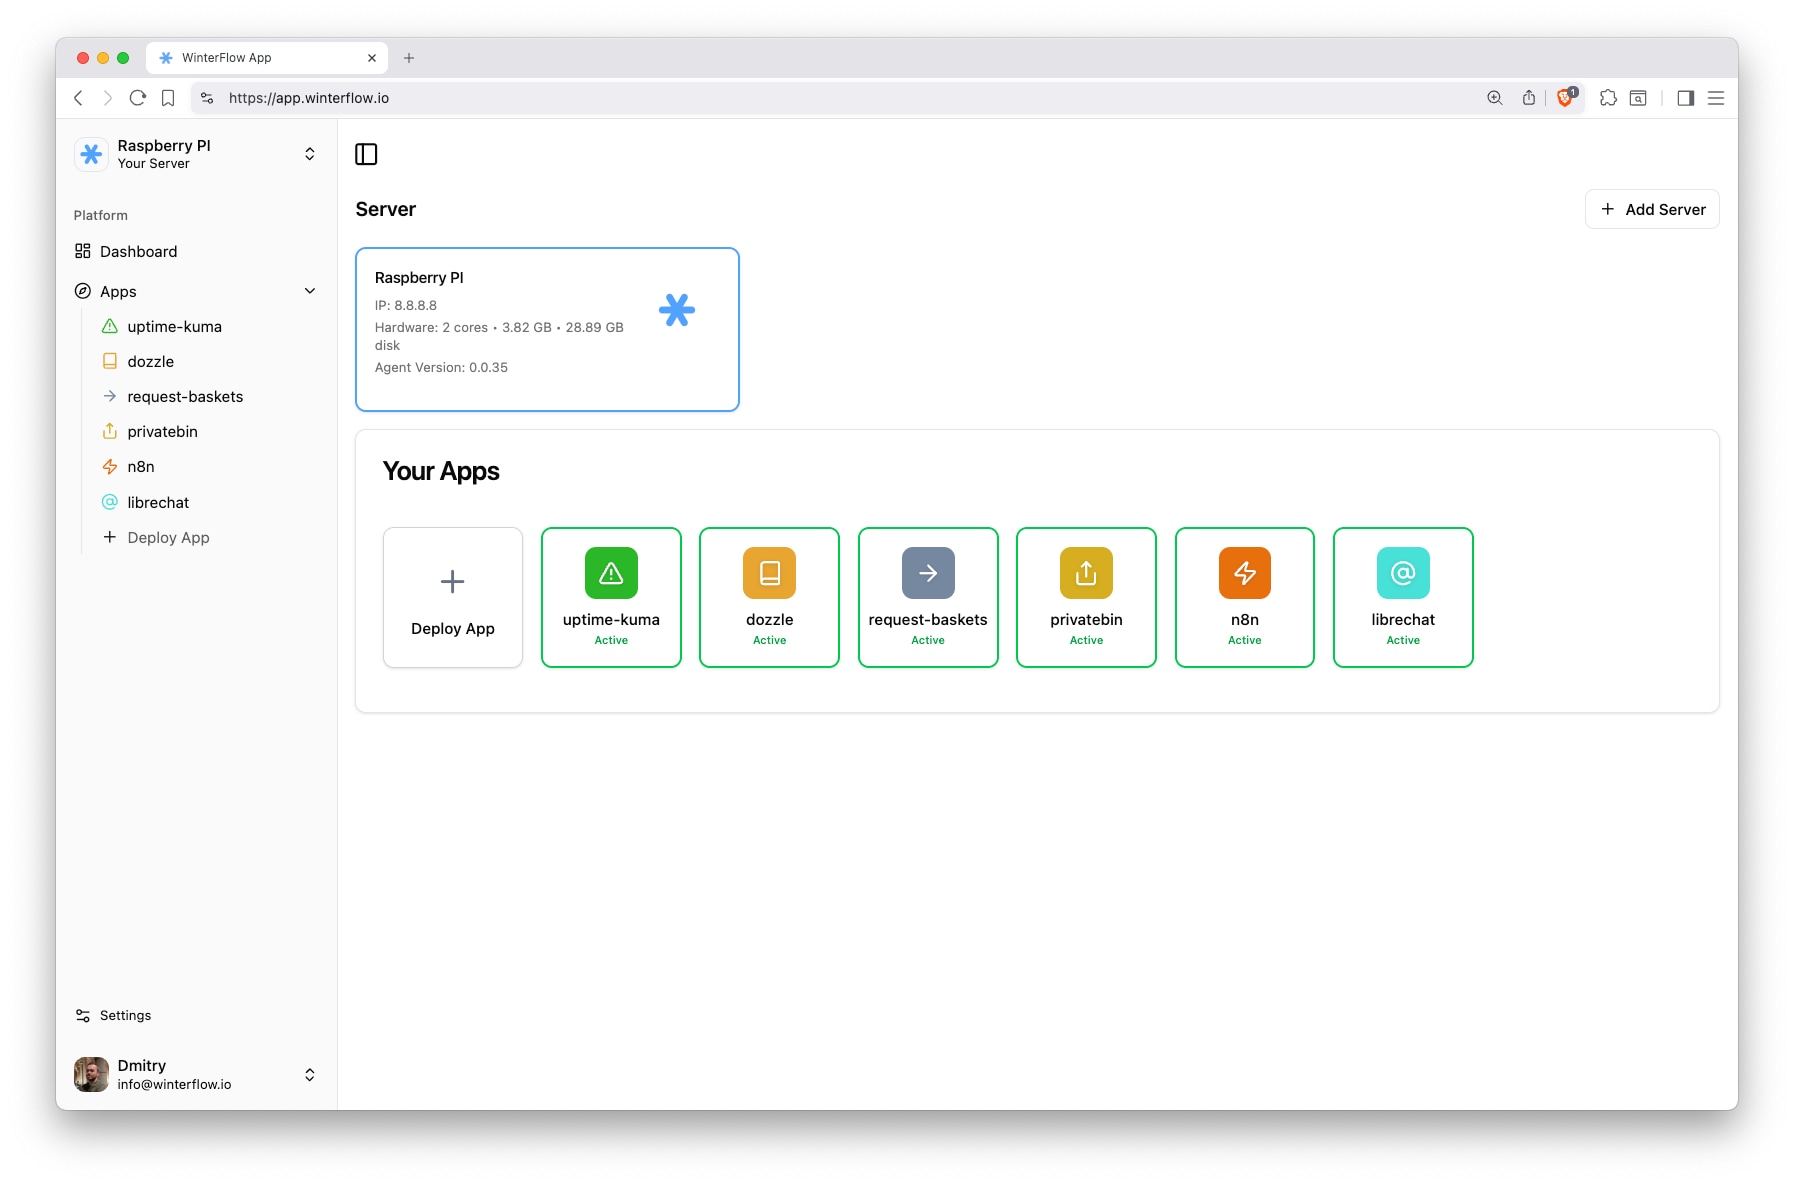 WinterFlow App
https://app.winterflow.io
1
Raspberry PI
Your Server
Platform
Dashboard
Apps
uptime-kuma
dozzle
request-baskets
privatebin
n8n
librechat
Deploy App
Settings
Dmitry
info@winterflow.io
Server
Add Server
Raspberry PI
IP: 8.8.8.8
Hardware: 2 cores • 3.82 GB • 28.89 GB
disk
Agent Version: 0.0.35
Your Apps
Deploy App
uptime-kuma
Active
dozzle
Active
request-baskets
Active
privatebin
Active
n8n
Active
librechat
Active